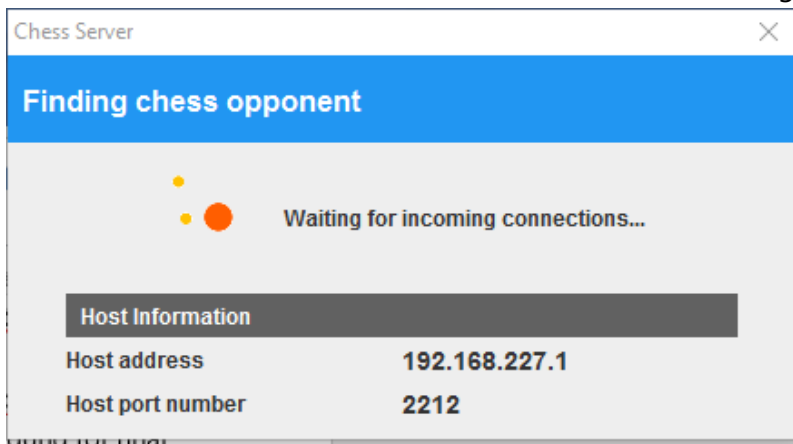 Chess Server
Finding chess opponent
Waiting for incoming connections...
Host Information
Host address 192.168.227.1
Host port number 2212